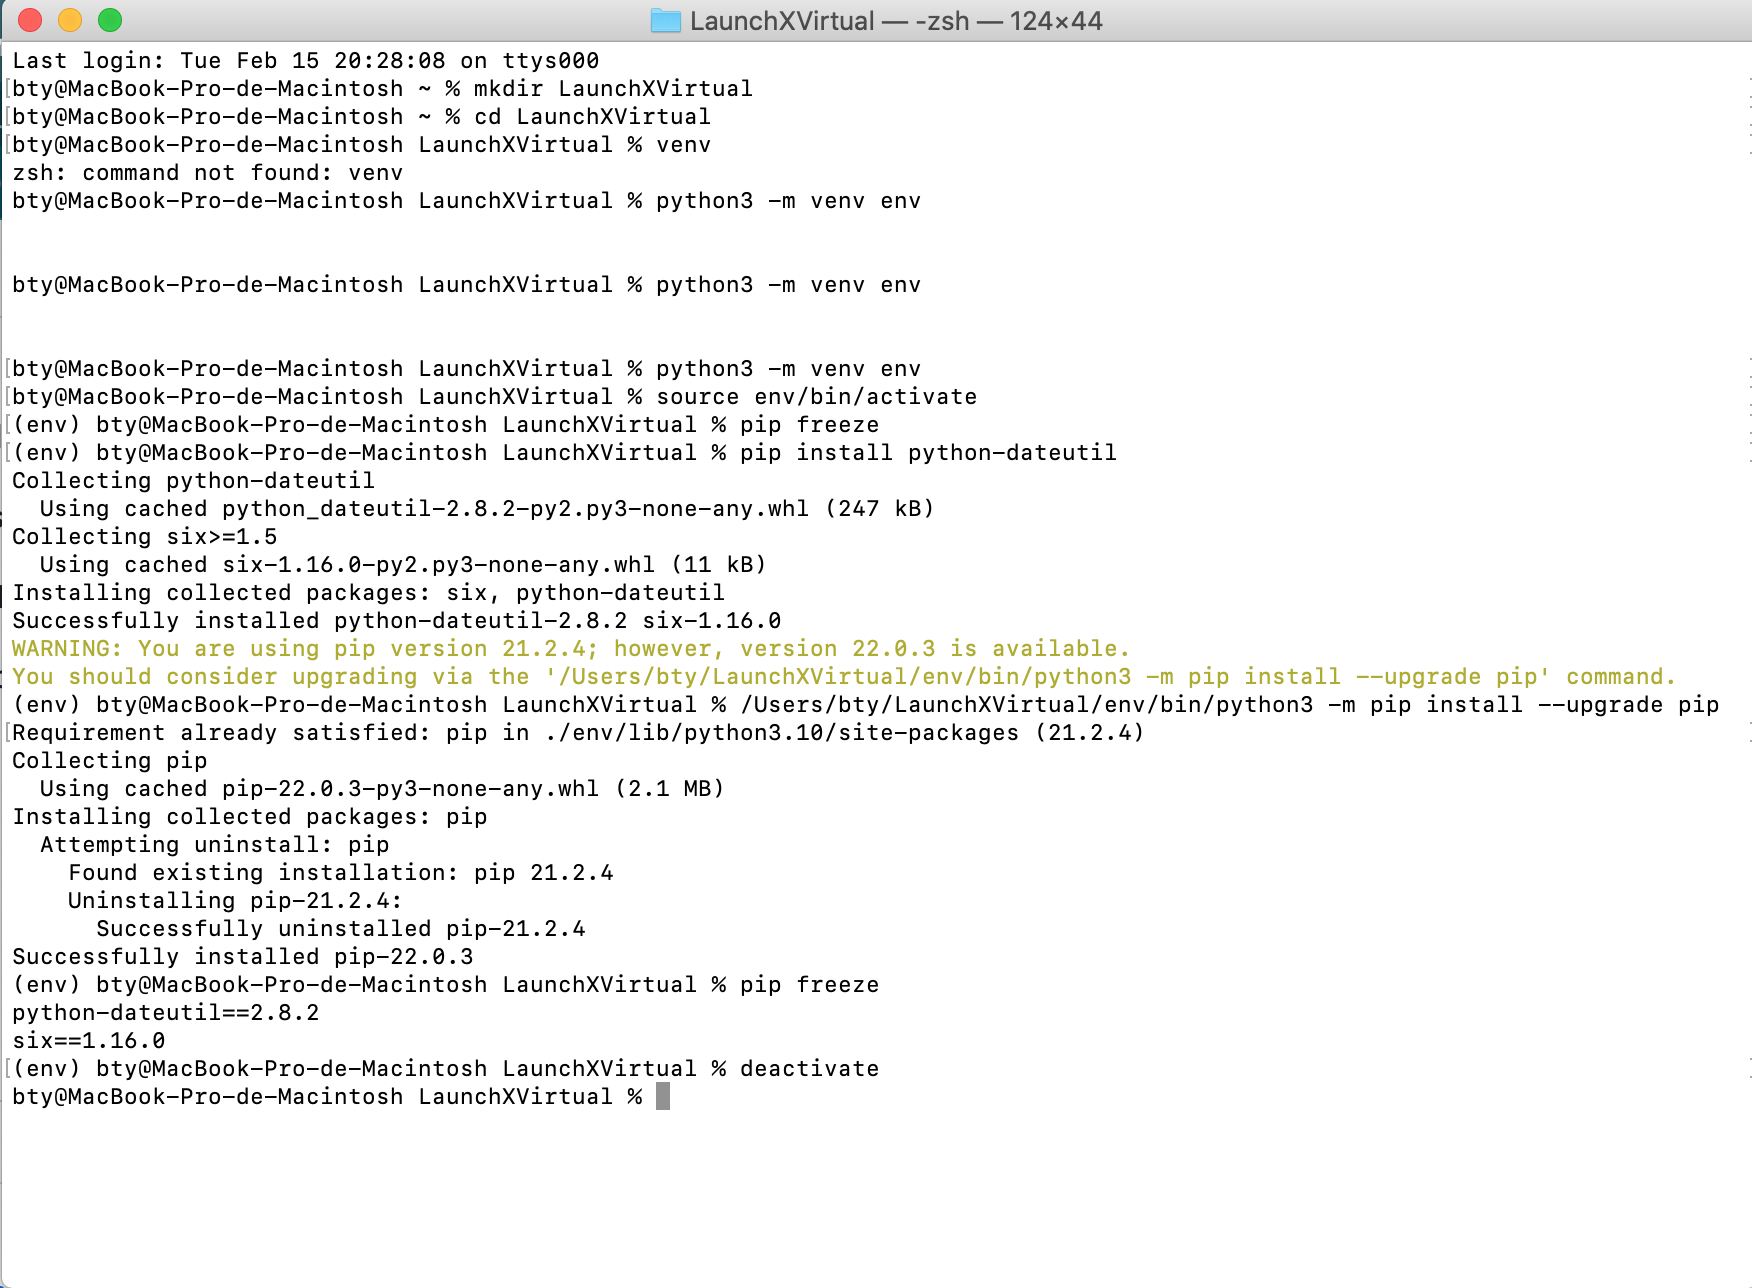 LaunchXVirtual — -zsh — 124×44
Last login: Tue Feb 15 20:28:08 on ttys000
[bty@MacBook-Pro-de-Macintosh ~ % mkdir LaunchXVirtual
[bty@MacBook-Pro-de-Macintosh ~ % cd LaunchXVirtual
[bty@MacBook-Pro-de-Macintosh LaunchXVirtual % venv
zsh: command not found: venv
bty@MacBook-Pro-de-Macintosh LaunchXVirtual % python3 -m venv env
bty@MacBook-Pro-de-Macintosh LaunchXVirtual % python3 -m venv env
[bty@MacBook-Pro-de-Macintosh LaunchXVirtual % python3 -m venv env
[bty@MacBook-Pro-de-Macintosh LaunchXVirtual % source env/bin/activate
[(env) bty@MacBook-Pro-de-Macintosh LaunchXVirtual % pip freeze
[(env) bty@MacBook-Pro-de-Macintosh LaunchXVirtual % pip install python-dateutil
Collecting python-dateutil
  Using cached python_dateutil-2.8.2-py2.py3-none-any.whl (247 kB)
Collecting six>=1.5
  Using cached six-1.16.0-py2.py3-none-any.whl (11 kB)
Installing collected packages: six, python-dateutil
Successfully installed python-dateutil-2.8.2 six-1.16.0
WARNING: You are using pip version 21.2.4; however, version 22.0.3 is available.
You should consider upgrading via the '/Users/bty/LaunchXVirtual/env/bin/python3 -m pip install --upgrade pip' command.
(env) bty@MacBook-Pro-de-Macintosh LaunchXVirtual % /Users/bty/LaunchXVirtual/env/bin/python3 -m pip install --upgrade pip
[Requirement already satisfied: pip in ./env/lib/python3.10/site-packages (21.2.4)
Collecting pip
  Using cached pip-22.0.3-py3-none-any.whl (2.1 MB)
Installing collected packages: pip
  Attempting uninstall: pip
    Found existing installation: pip 21.2.4
    Uninstalling pip-21.2.4:
      Successfully uninstalled pip-21.2.4
Successfully installed pip-22.0.3
(env) bty@MacBook-Pro-de-Macintosh LaunchXVirtual % pip freeze
python-dateutil==2.8.2
six==1.16.0
[(env) bty@MacBook-Pro-de-Macintosh LaunchXVirtual % deactivate
bty@MacBook-Pro-de-Macintosh LaunchXVirtual %